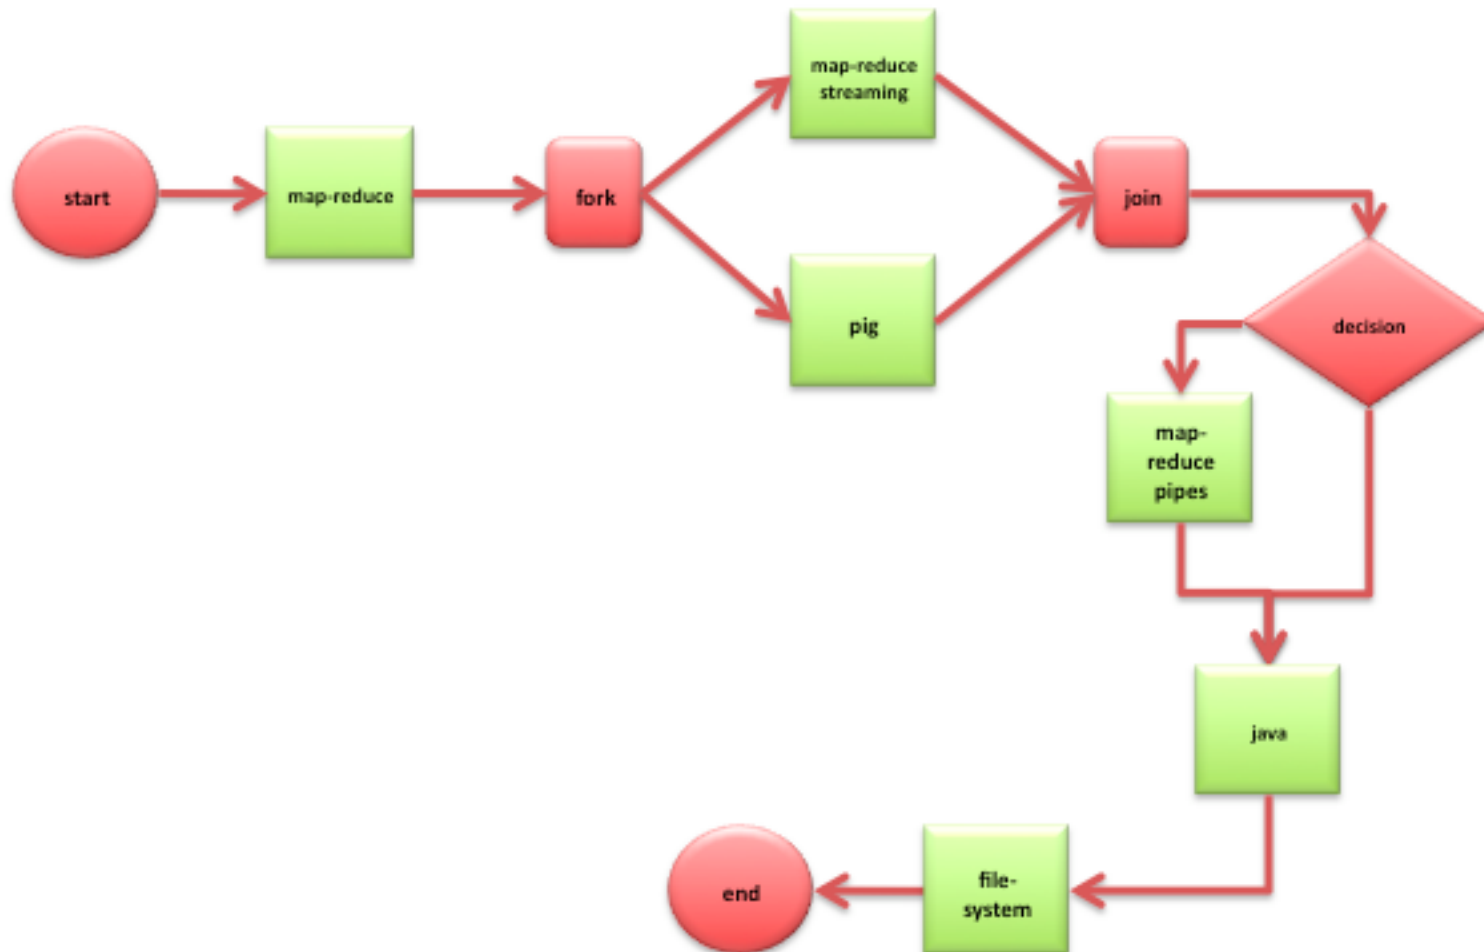 start
map-reduce
fork
map-reduce
streaming
pig
join
decision
map-
reduce
pipes
java
file-
system
end